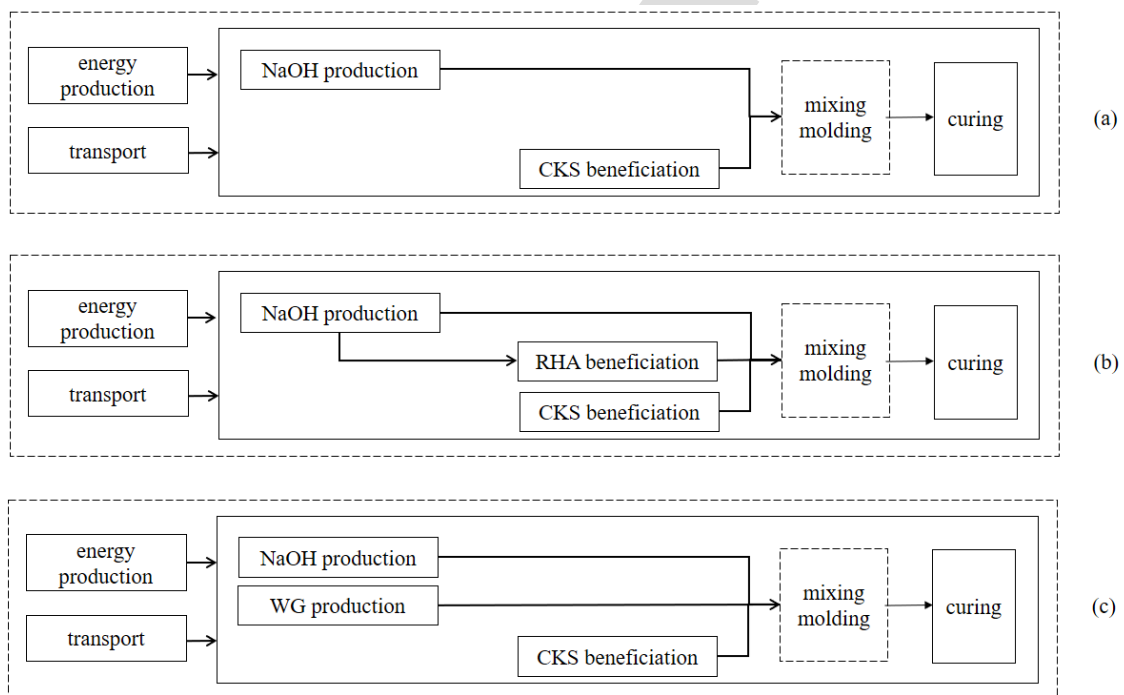 energy
production
NaOH production
mixing
molding
curing
(a)
transport
CKS beneficiation
energy
production
NaOH production
mixing
molding
curing
(b)
RHA beneficiation
transport
CKS beneficiation
energy
production
NaOH production
WG production
mixing
molding
curing
(c)
transport
CKS beneficiation